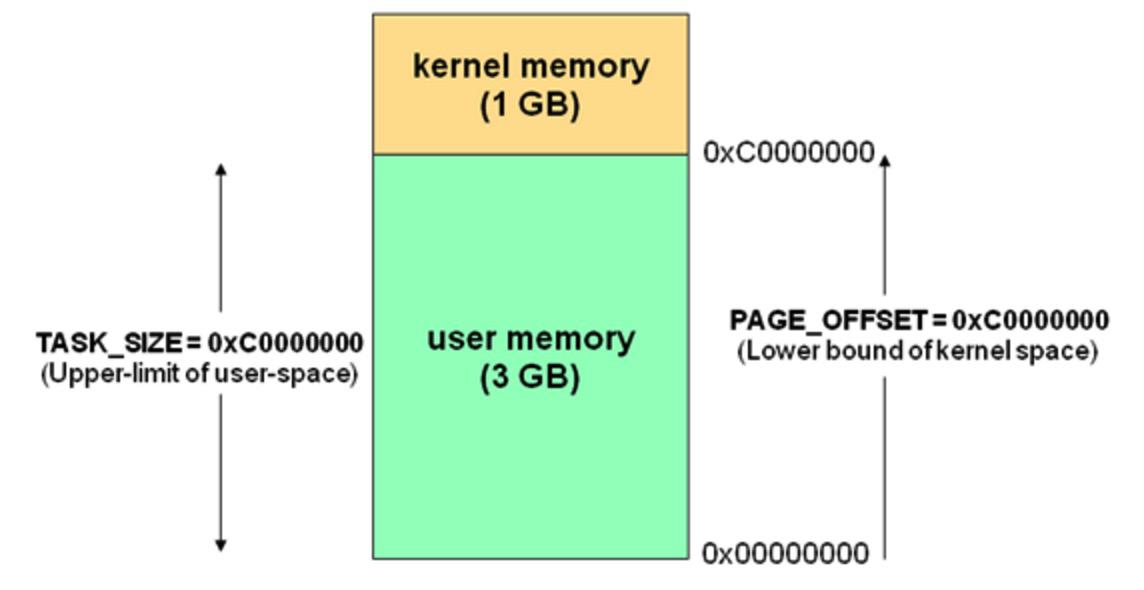 kernel memory
(1 GB)
0xC0000000
TASK_SIZE = 0xC0000000
(Upper-limit of user-space)
user memory
(3 GB)
PAGE_OFFSET = 0xC0000000
(Lower bound of kernel space)
0x00000000